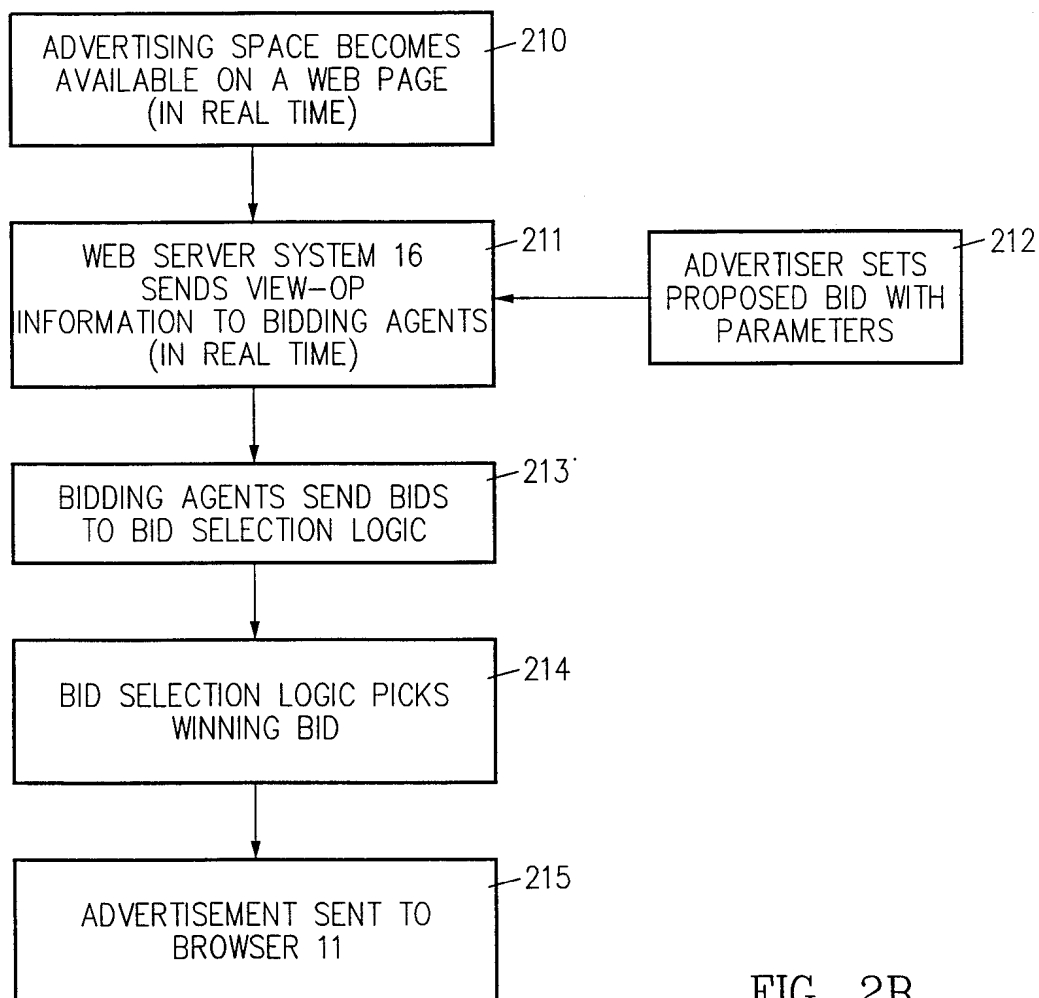 ADVERTISING SPACE BECOMES
AVAILABLE ON A WEB PAGE
(IN REAL TIME)
210
WEB SERVER SYSTEM 16
SENDS VIEW-OP
INFORMATION TO BIDDING AGENTS
(IN REAL TIME)
211
ADVERTISER SETS
PROPOSED BID WITH
PARAMETERS
212
BIDDING AGENTS SEND BIDS
TO BID SELECTION LOGIC
213
BID SELECTION LOGIC PICKS
WINNING BID
214
ADVERTISEMENT SENT TO
BROWSER 11
215
FIG. 2B